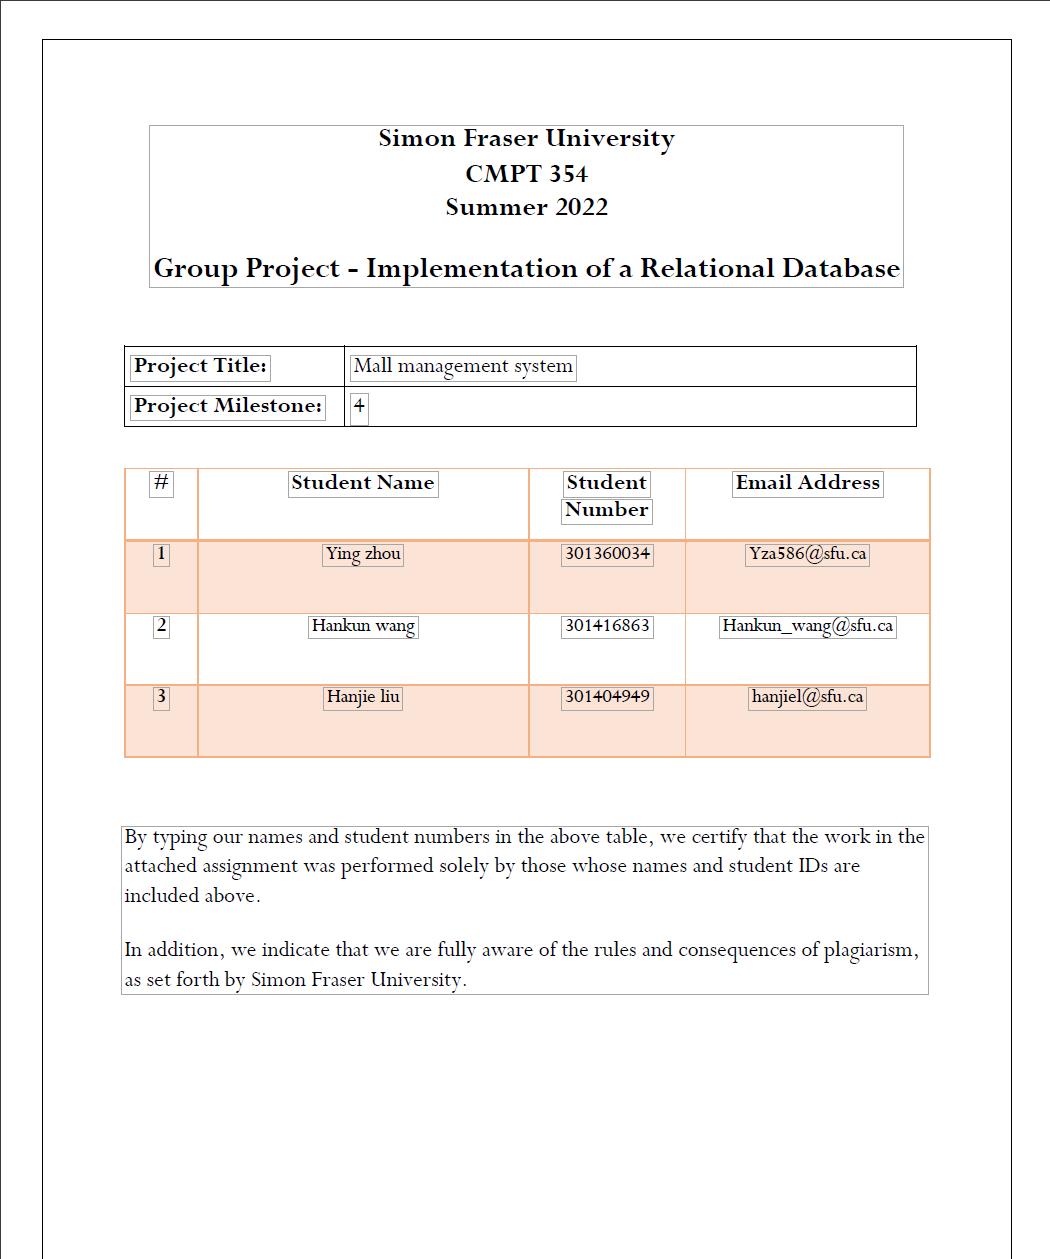 Simon Fraser University
CMPT 354
Summer 2022
Group Project - Implementation of a Relational Database
Project Title: Mall management system
Project Milestone: 4
# Student Name Student Number Email Address
1 Ying zhou 301360034 Yza586@sfu.ca
2 Hankun wang 301416863 Hankun_wang@sfu.ca
3 Hanjie liu 301404949 hanjiel@sfu.ca
By typing our names and student numbers in the above table, we certify that the work in the
attached assignment was performed solely by those whose names and student IDs are
included above.
In addition, we indicate that we are fully aware of the rules and consequences of plagiarism,
as set forth by Simon Fraser University.